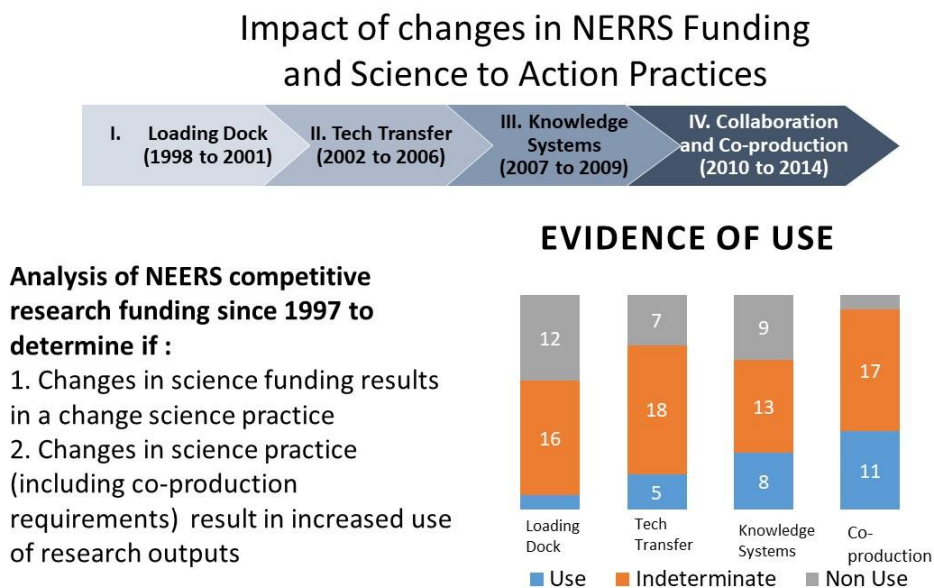 Impact of changes in NERRS Funding
and Science to Action Practices
I. Loading Dock
(1998 to 2001)
II. Tech Transfer
(2002 to 2006)
III. Knowledge
Systems
(2007 to 2009)
IV. Collaboration
and Co-production
(2010 to 2014)
Analysis of NEERS competitive
research funding since 1997 to
determine if :
1. Changes in science funding results
in a change science practice
2. Changes in science practice
(including co-production
requirements) result in increased use
of research outputs
EVIDENCE OF USE
12
16
7
18
5
9
13
8
17
11
Loading
Dock
Tech
Transfer
Knowledge
Systems
Co-
production
Use
Indeterminate
Non Use